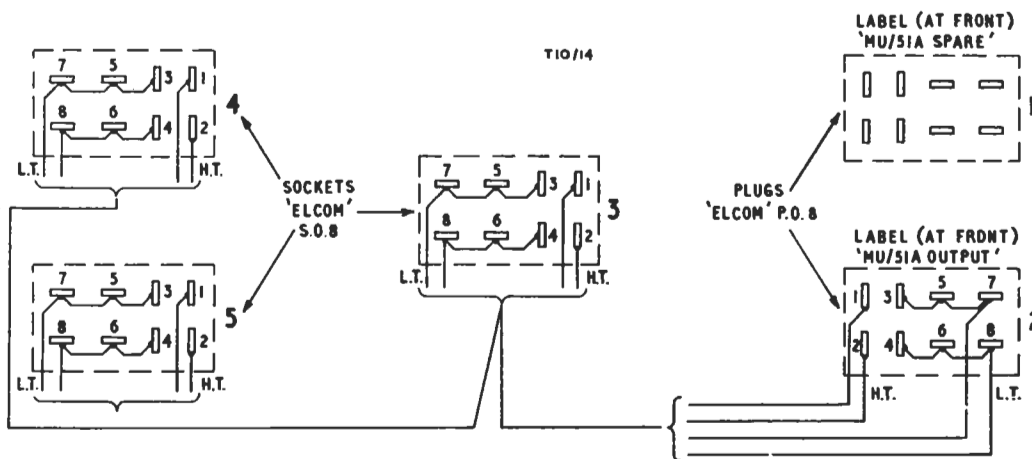 T10/14
LABEL (AT FRONT)
'MU/51A SPARE'
1
7 5 3 1
8 6 4 2
4
L.T. H.T.
SOCKETS
'ELCOM'
S.O.8
7 5 3 1
8 6 4 2
3
L.T. H.T.
PLUGS
'ELCOM' P.O.8
LABEL (AT FRONT)
'MU/51A OUTPUT'
1 3 5 7
2 4 6 8
2
H.T. L.T.
7 5 3 1
8 6 4 2
5
L.T. H.T.